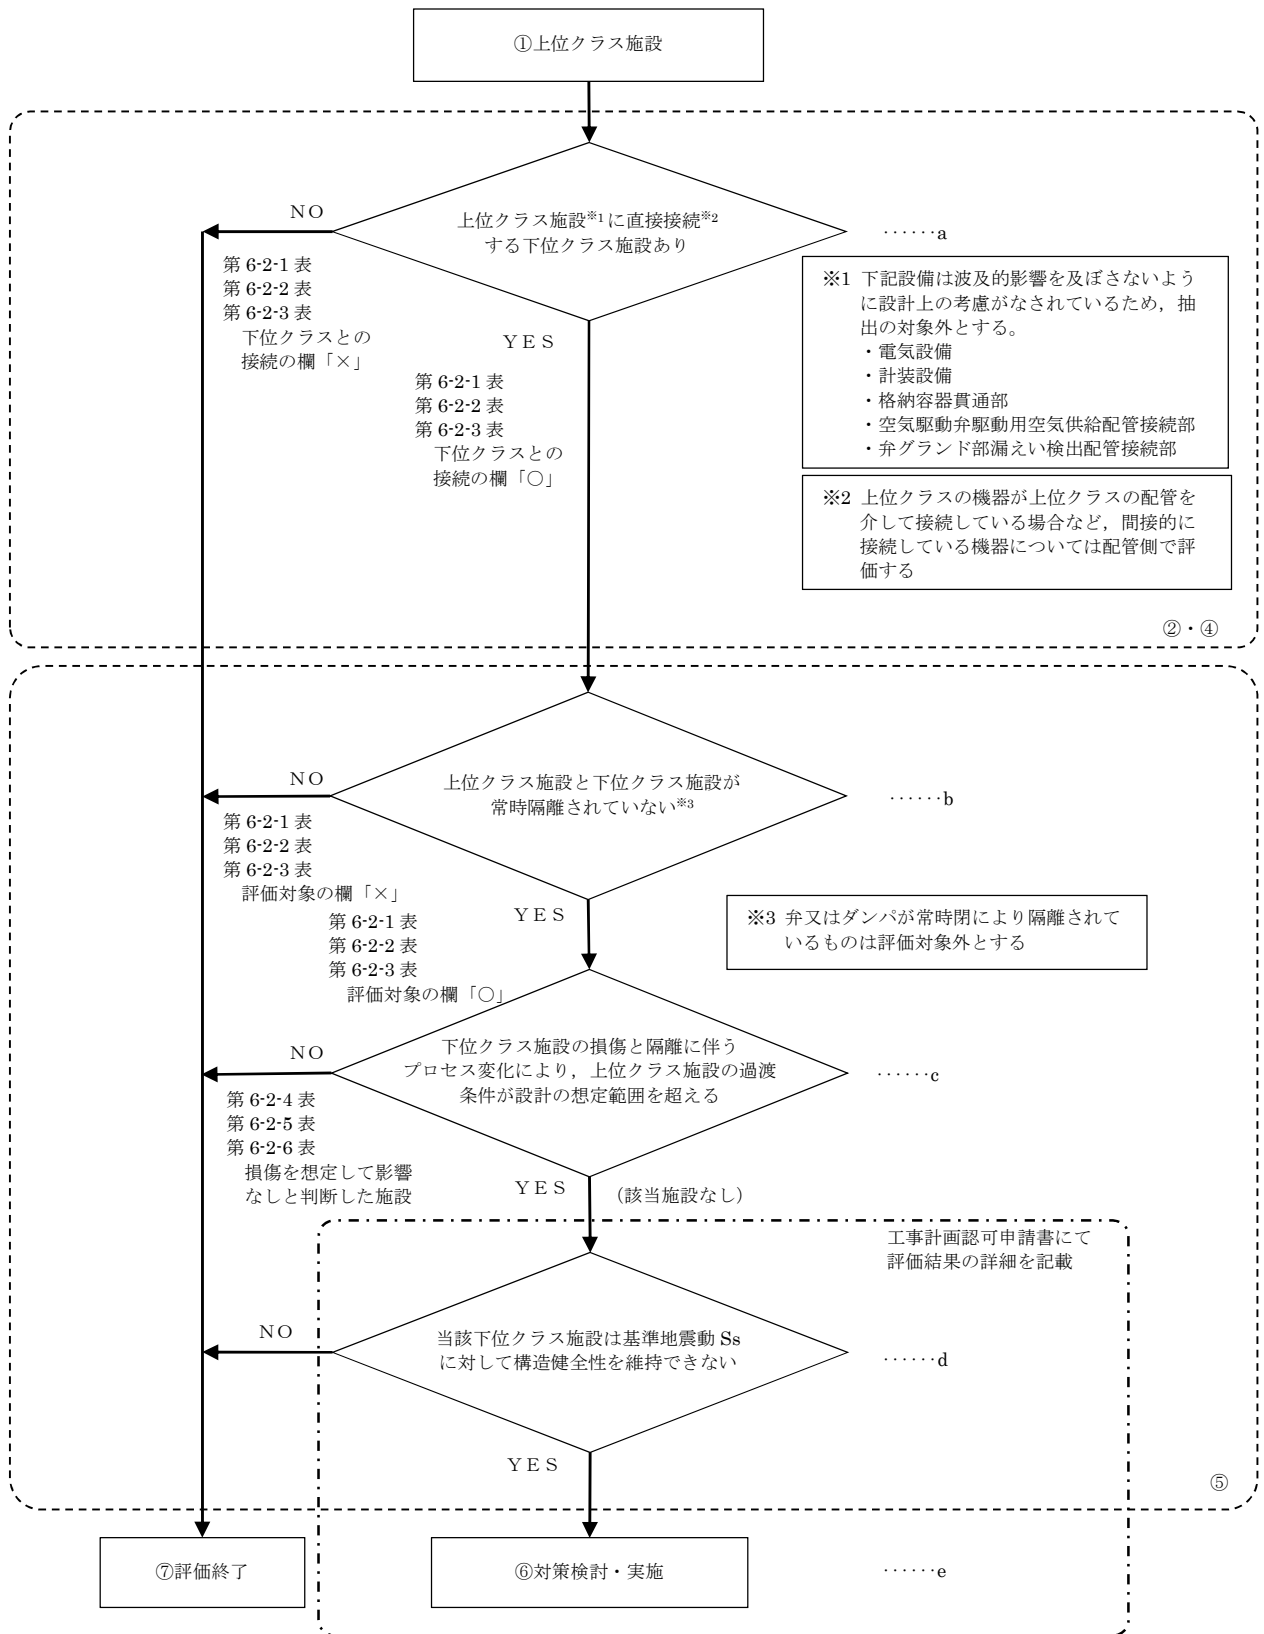 ①上位クラス施設
NO
上位クラス施設※1に直接接続※2
する下位クラス施設あり
······a
第 6-2-1 表
第 6-2-2 表
第 6-2-3 表
下位クラスとの
接続の欄「×」
YES
第 6-2-1 表
第 6-2-2 表
第 6-2-3 表
下位クラスとの
接続の欄「○」
※1 下記設備は波及的影響を及ぼさないよう
に設計上の考慮がなされているため，抽
出の対象外とする。
・電気設備
・計装設備
・格納容器貫通部
・空気駆動弁駆動用空気供給配管接続部
・弁グランド部漏えい検出配管接続部
※2 上位クラスの機器が上位クラスの配管を
介して接続している場合など，間接的に
接続している機器については配管側で評
価する
②・④
NO
上位クラス施設と下位クラス施設が
常時隔離されていない※3
······b
第 6-2-1 表
第 6-2-2 表
第 6-2-3 表
評価対象の欄「×」
YES
第 6-2-1 表
第 6-2-2 表
第 6-2-3 表
評価対象の欄「○」
※3 弁又はダンパが常時閉により隔離されて
いるものは評価対象外とする
NO
下位クラス施設の損傷と隔離に伴う
プロセス変化により，上位クラス施設の過渡
条件が設計の想定範囲を超える
······c
第 6-2-4 表
第 6-2-5 表
第 6-2-6 表
損傷を想定して影響
なしと判断した施設
YES
（該当施設なし）
工事計画認可申請書にて
評価結果の詳細を記載
NO
当該下位クラス施設は基準地震動 Ss
に対して構造健全性を維持できない
······d
YES
⑤
⑦評価終了
⑥対策検討・実施
······e